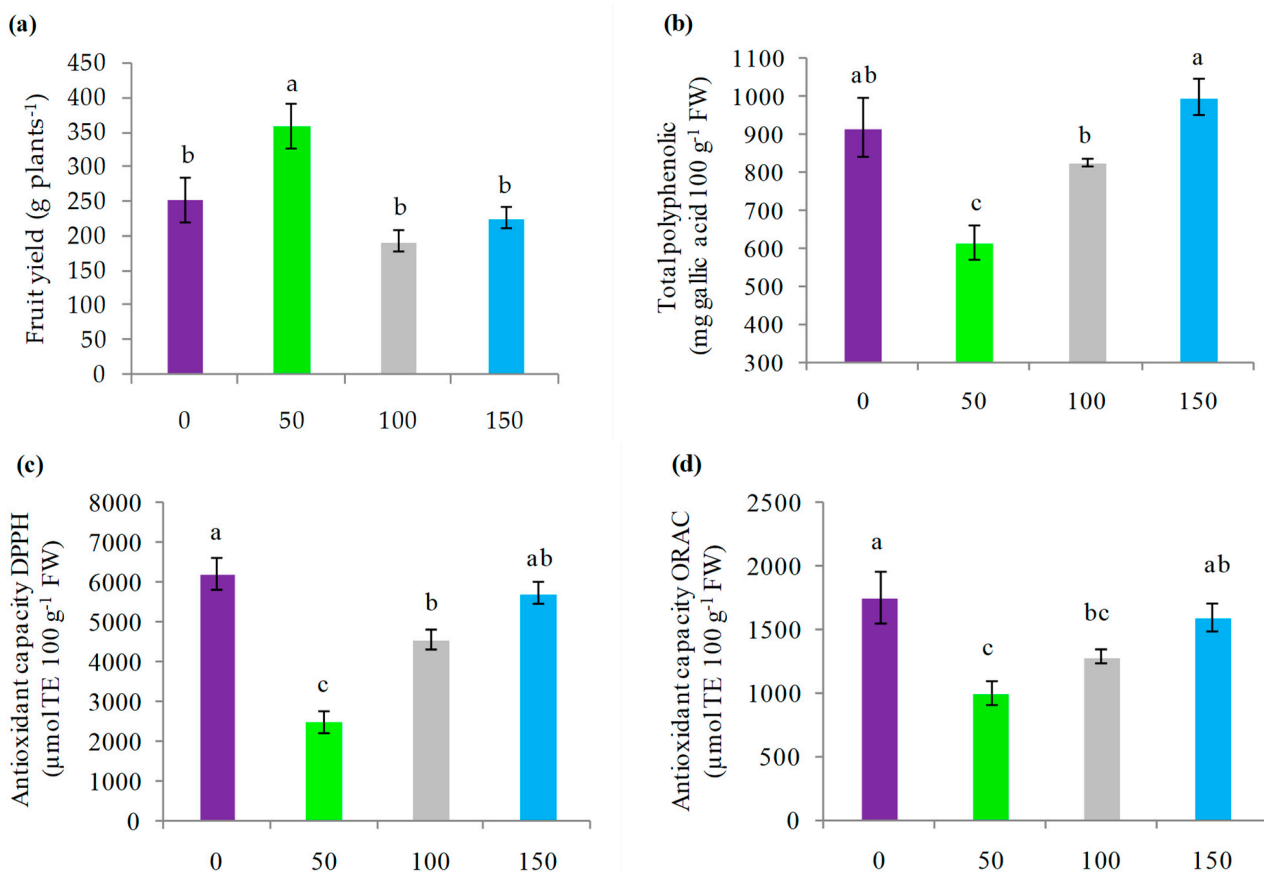 (a)
Fruit yield (g plants-1)
450
400
350
300
250
200
150
100
50
0
b
a
b
b
0 50 100 150
(b)
Total polyphenolic
(mg gallic acid 100 g-1 FW)
1100
1000
900
800
700
600
500
400
300
ab
c
b
a
0 50 100 150
(c)
Antioxidant capacity DPPH
(µmolTE 100 g-1 FW)
8000
7000
6000
5000
4000
3000
2000
1000
0
a
c
b
ab
0 50 100 150
(d)
Antioxidant capacity ORAC
(µmolTE 100 g-1 FW)
2500
2000
1500
1000
500
0
a
c
bc
ab
0 50 100 150